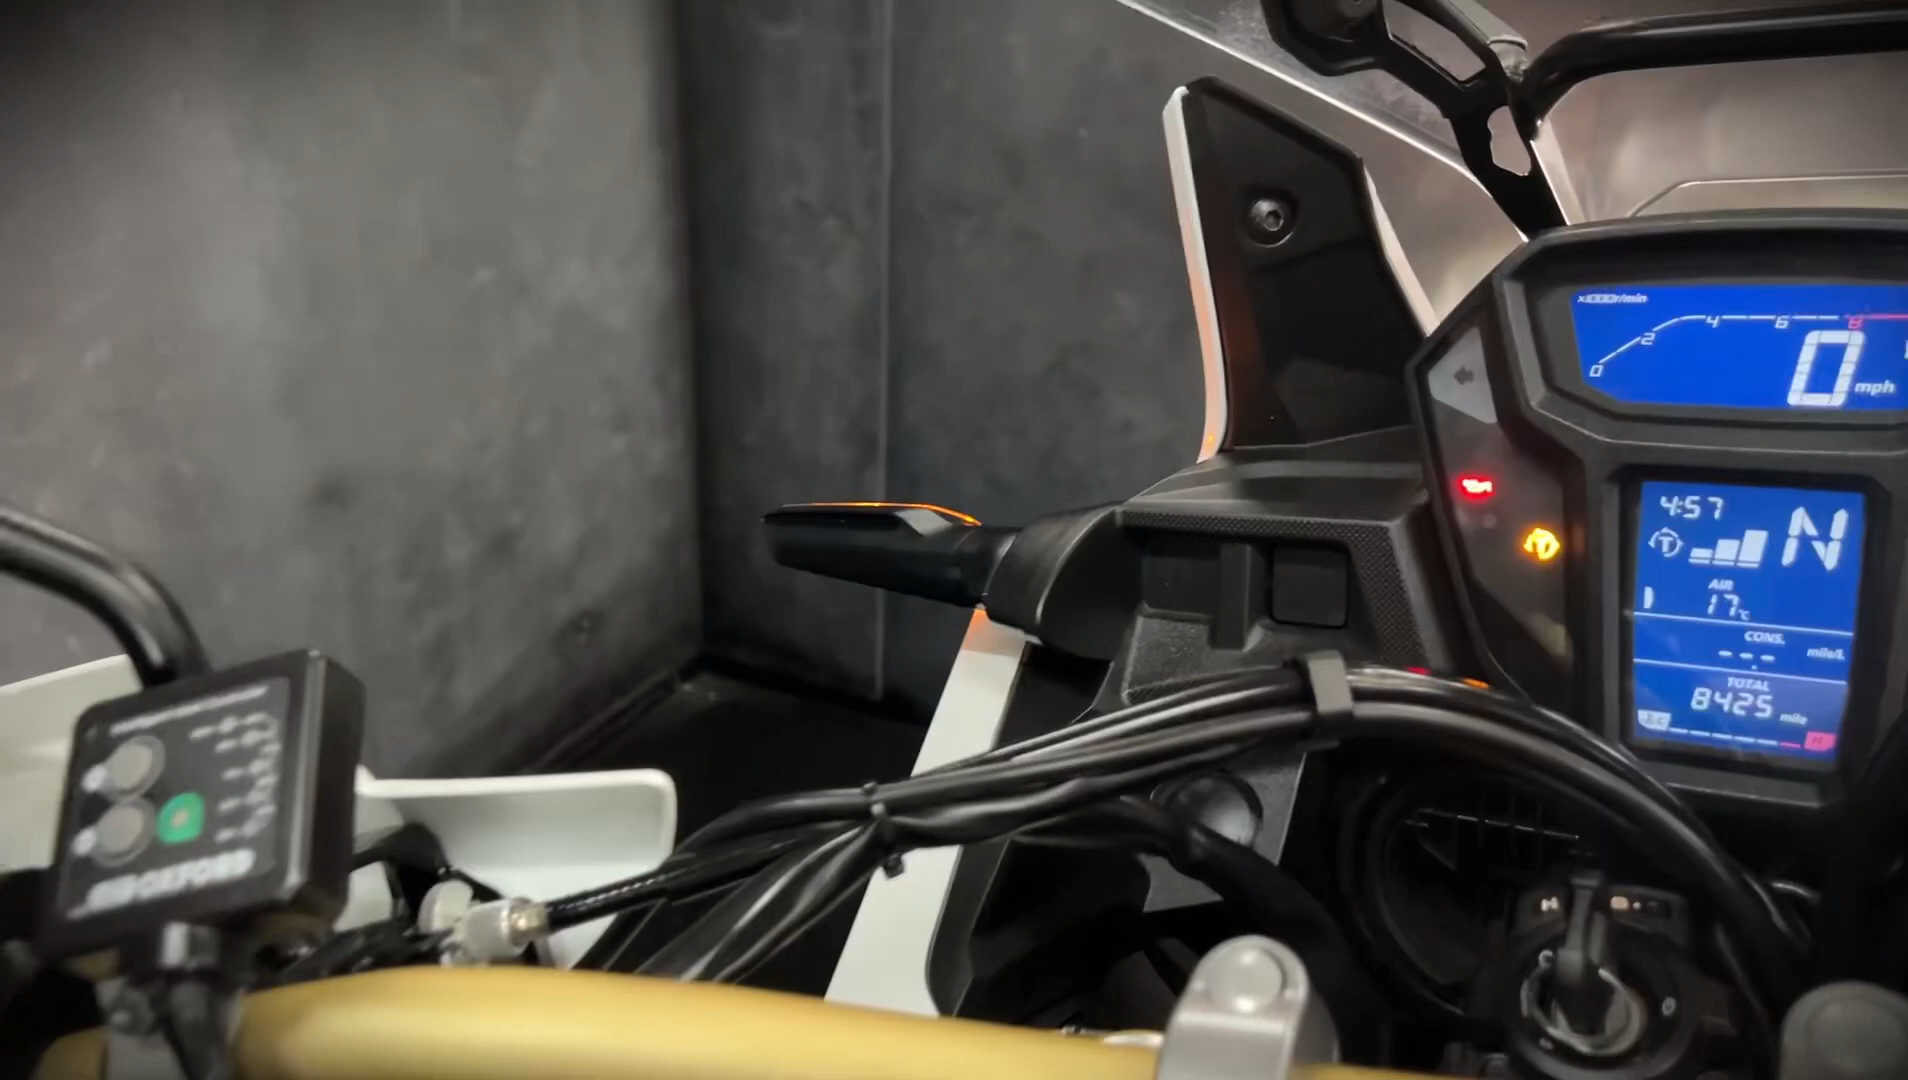 x1000r/min
0 2 4 6 8
0 mph
4:57
T N
AIR
17°C
CONS.
--- mile/L
TOTAL
8425 mile
OXFORD